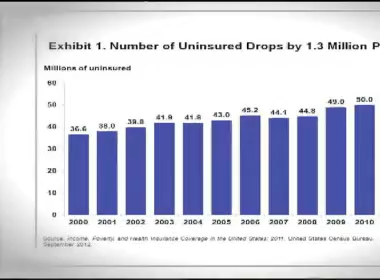 Exhibit 1. Number of Uninsured Drops by 1.3 Million P
Millions of uninsured
60
50
40
30
20
10
0
36.6 38.0 39.8 41.9 41.8 43.0 45.2 44.1 44.8 49.0 50.0
2000 2001 2002 2003 2004 2005 2006 2007 2008 2009 2010
Source: Income, Poverty, and Health Insurance Coverage in the United States: 2011. United States Census Bureau.
September 2012.